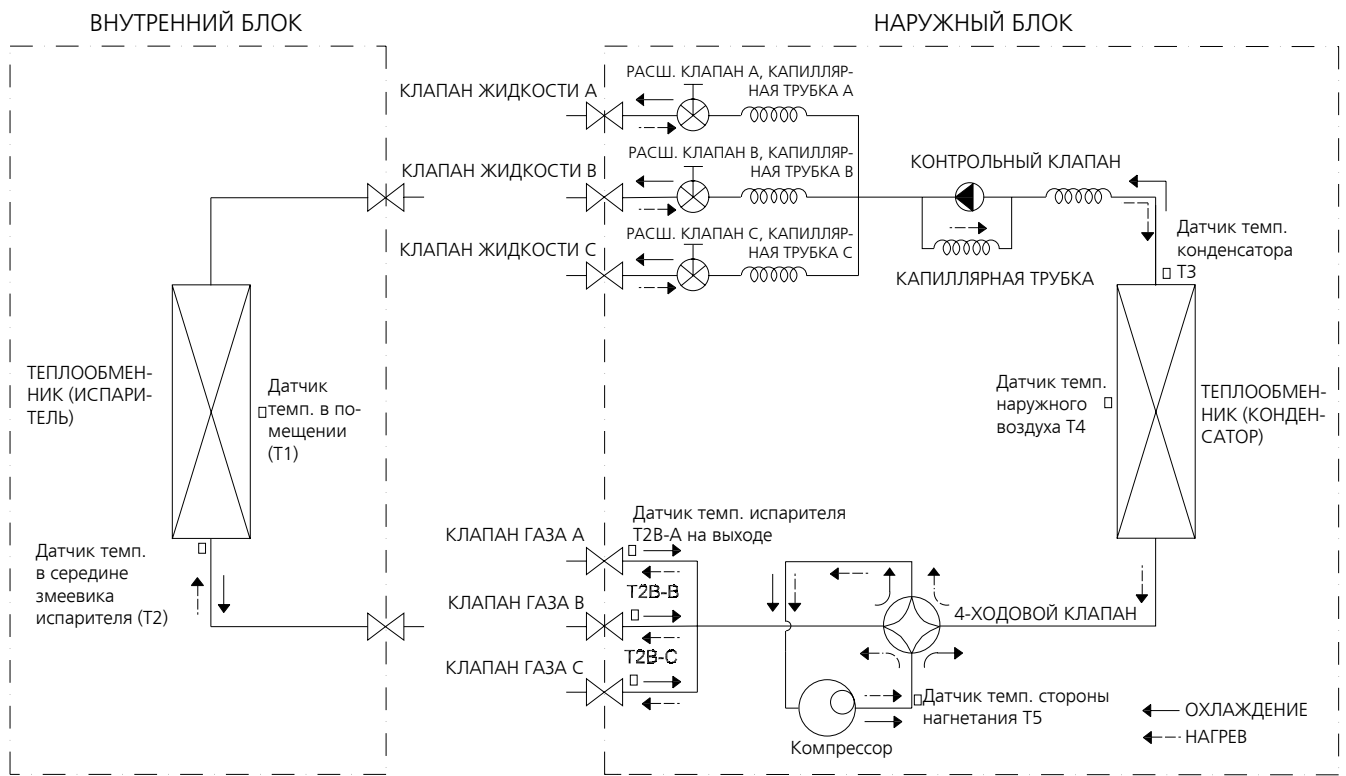 ВНУТРЕННИЙ БЛОК
НАРУЖНЫЙ БЛОК
КЛАПАН ЖИДКОСТИ A
РАСШ. КЛАПАН A, КАПИЛЛЯР-
НАЯ ТРУБКА A
КЛАПАН ЖИДКОСТИ B
РАСШ. КЛАПАН B, КАПИЛЛЯР-
НАЯ ТРУБКА B
КЛАПАН ЖИДКОСТИ C
РАСШ. КЛАПАН C, КАПИЛЛЯР-
НАЯ ТРУБКА C
КОНТРОЛЬНЫЙ КЛАПАН
КАПИЛЛЯРНАЯ ТРУБКА
Датчик темп.
конденсатора
T3
ТЕПЛООБМЕН-
НИК (ИСПАРИ-
ТЕЛЬ)
Датчик
темп. в по-
мещении
(T1)
Датчик темп.
наружного
воздуха T4
ТЕПЛООБМЕН-
НИК (КОНДЕН-
САТОР)
Датчик темп.
в середине
змеевика
испарителя (T2)
КЛАПАН ГАЗА A
Датчик темп. испарителя
T2B-A на выходе
T2B-B
КЛАПАН ГАЗА B
T2B-C
КЛАПАН ГАЗА C
4-ХОДОВОЙ КЛАПАН
Датчик темп. стороны
нагнетания T5
Компрессор
ОХЛАЖДЕНИЕ
НАГРЕВ